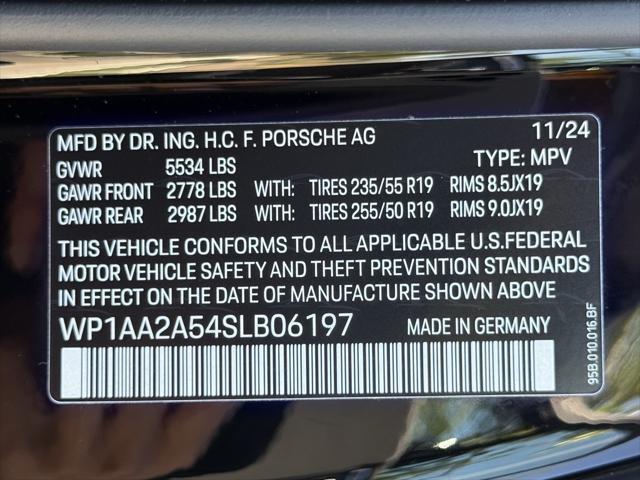 MFD BY DR. ING. H.C. F. PORSCHE AG 11/24
GVWR 5534 LBS TYPE: MPV
GAWR FRONT 2778 LBS WITH: TIRES 235/55 R19 RIMS 8.5JX19
GAWR REAR 2987 LBS WITH: TIRES 255/50 R19 RIMS 9.0JX19
THIS VEHICLE CONFORMS TO ALL APPLICABLE U.S.FEDERAL
MOTOR VEHICLE SAFETY AND THEFT PREVENTION STANDARDS
IN EFFECT ON THE DATE OF MANUFACTURE SHOWN ABOVE
WP1AA2A54SLB06197 MADE IN GERMANY
95B.010.016.BF